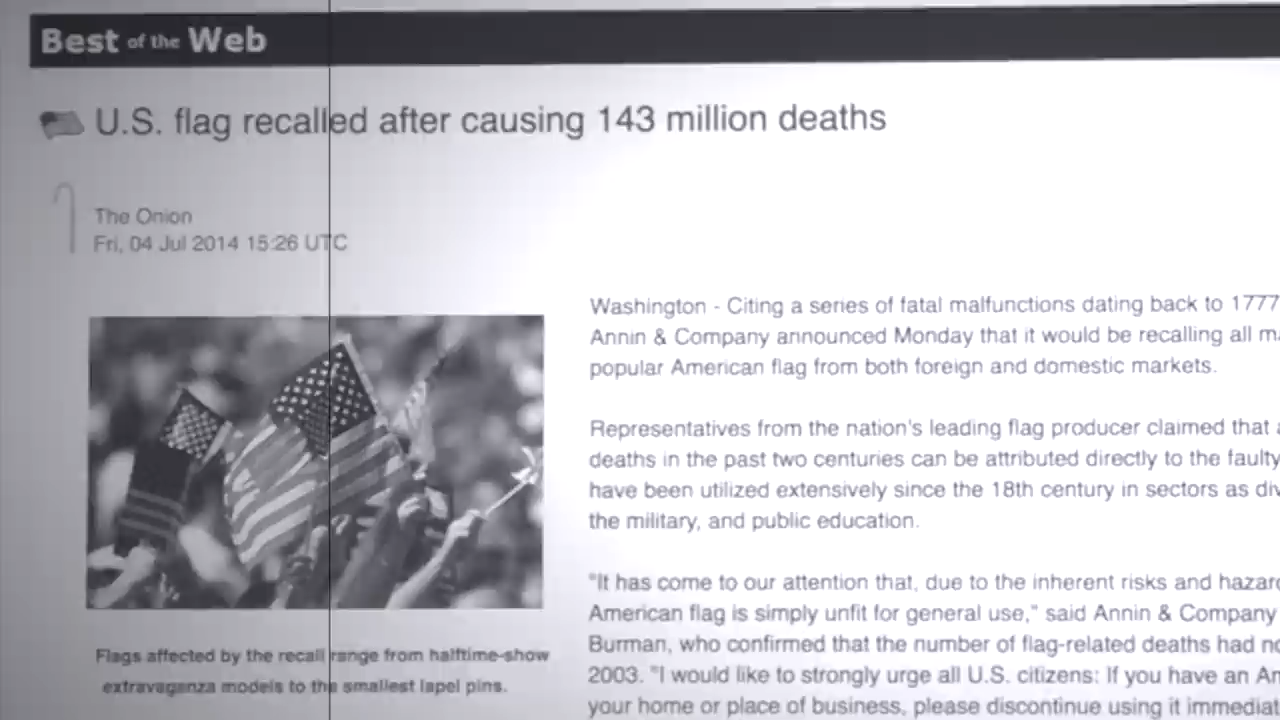 Best of the Web
U.S. flag recalled after causing 143 million deaths
The Onion
Fri, 04 Jul 2014 15:26 UTC
Washington - Citing a series of fatal malfunctions dating back to 1777
Annin & Company announced Monday that it would be recalling all
popular American flag from both foreign and domestic markets.
Representatives from the nation's leading flag producer claimed that
deaths in the past two centuries can be attributed directly to the faulty
have been utilized extensively since the 18th century in sectors as
the military, and public education.
"It has come to our attention that, due to the inherent risks and
American flag is simply unfit for general use," said Annin & Company
Burman, who confirmed that the number of flag-related deaths had
2003. "I would like to strongly urge all U.S. citizens: If you have an
your home or place of business, please discontinue using it
Flags affected by the recall range from halftime-show
extravaganza models to the smallest lapel pins.